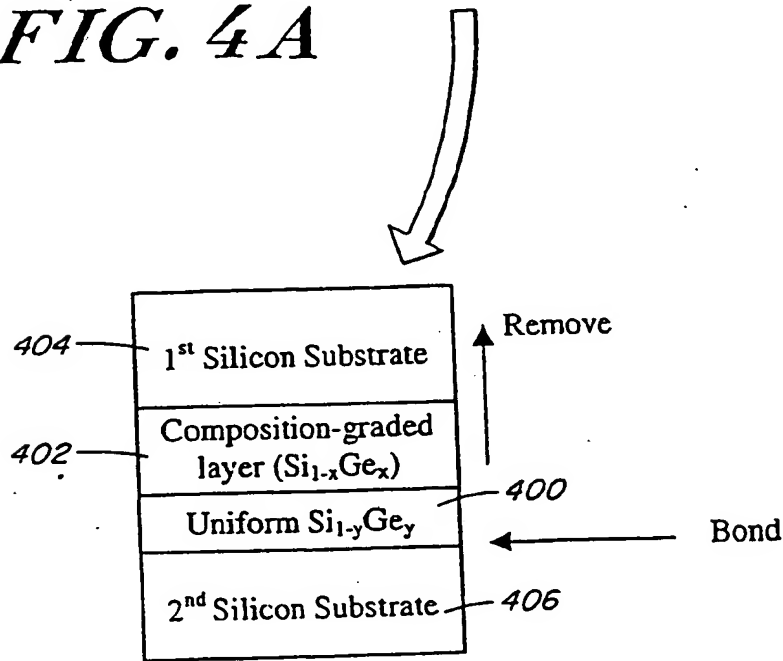 FIG. 4A
404
1st Silicon Substrate
Remove
402
Composition-graded
layer (Si1-xGex)
400
Uniform Si1-yGey
Bond
2nd Silicon Substrate
406